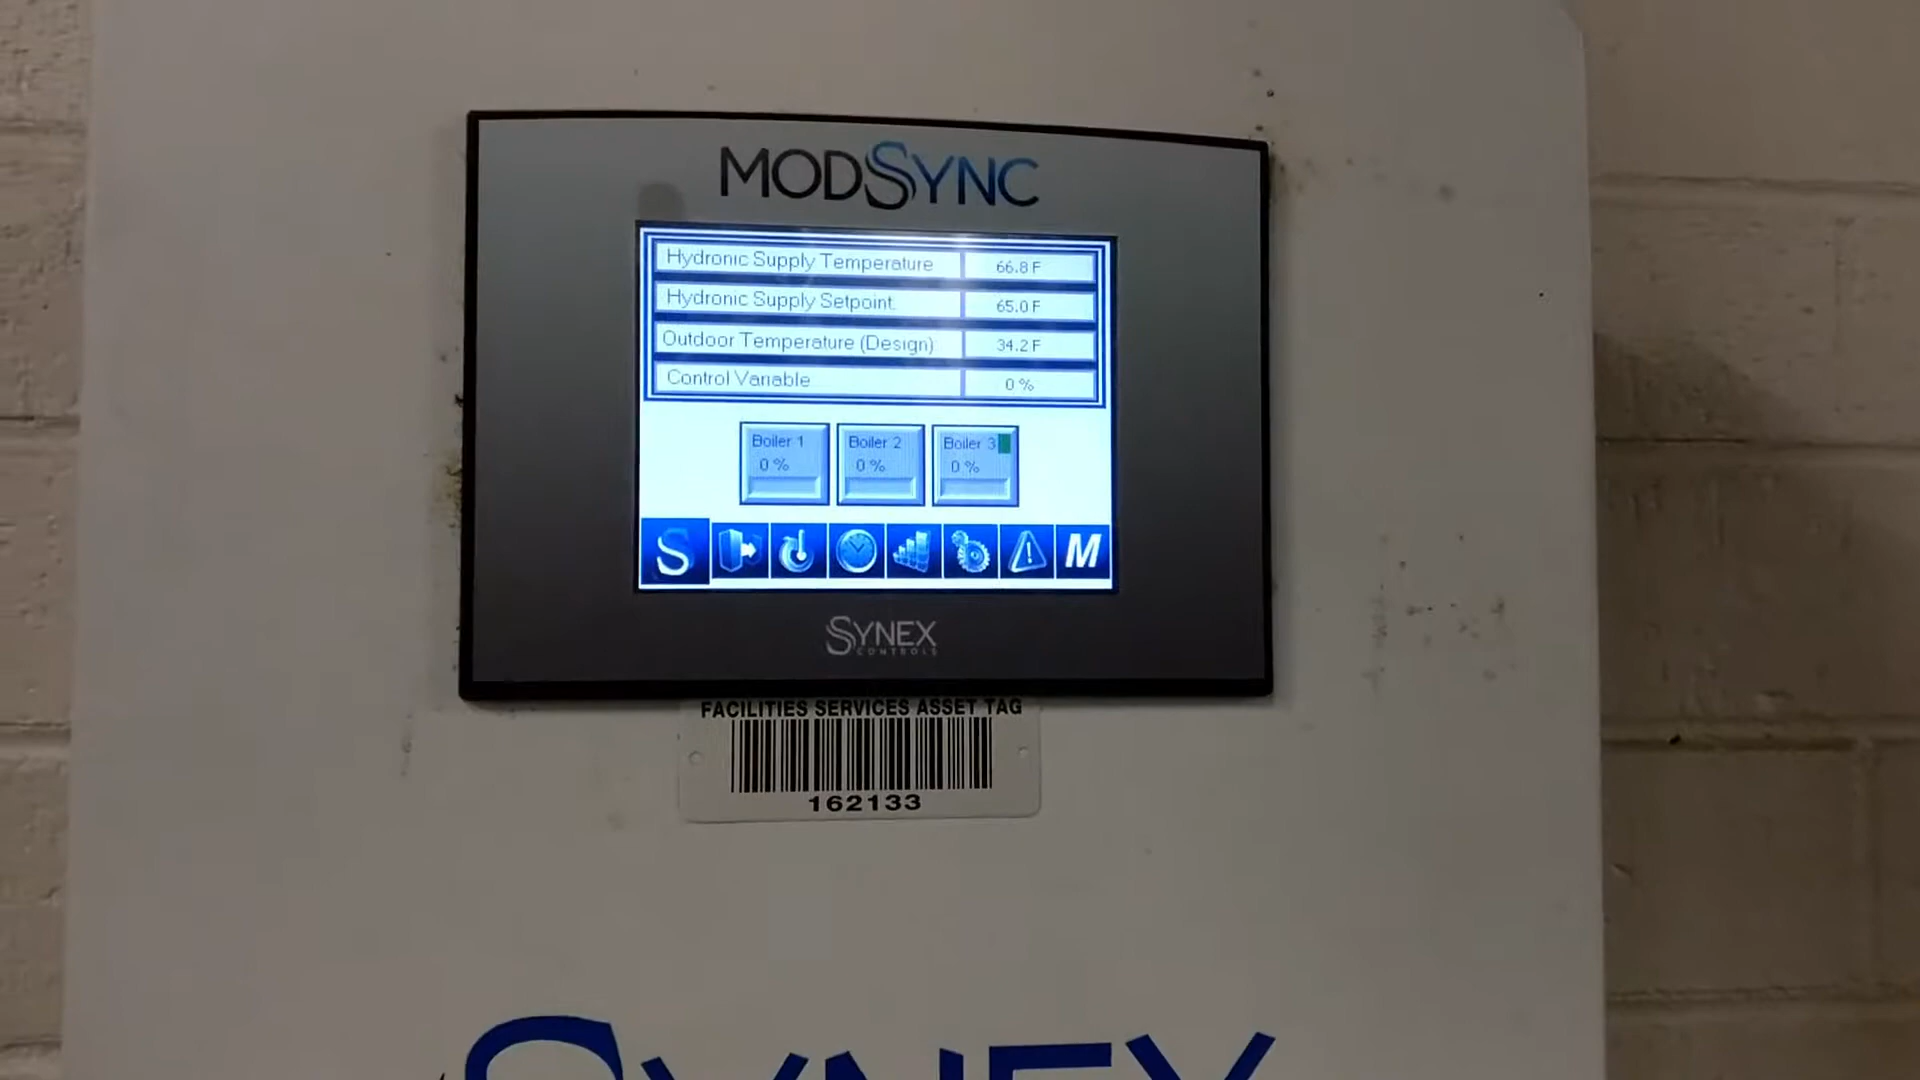 MODSYNC
Hydronic Supply Temperature 66.8 F
Hydronic Supply Setpoint 65.0 F
Outdoor Temperature (Design) 34.2 F
Control Variable 0 %
Boiler 1 Boiler 2 Boiler 3
0 % 0 % 0 %
S M
SYNEX
CONTROLS
FACILITIES SERVICES ASSET TAG
162133
SYNEX